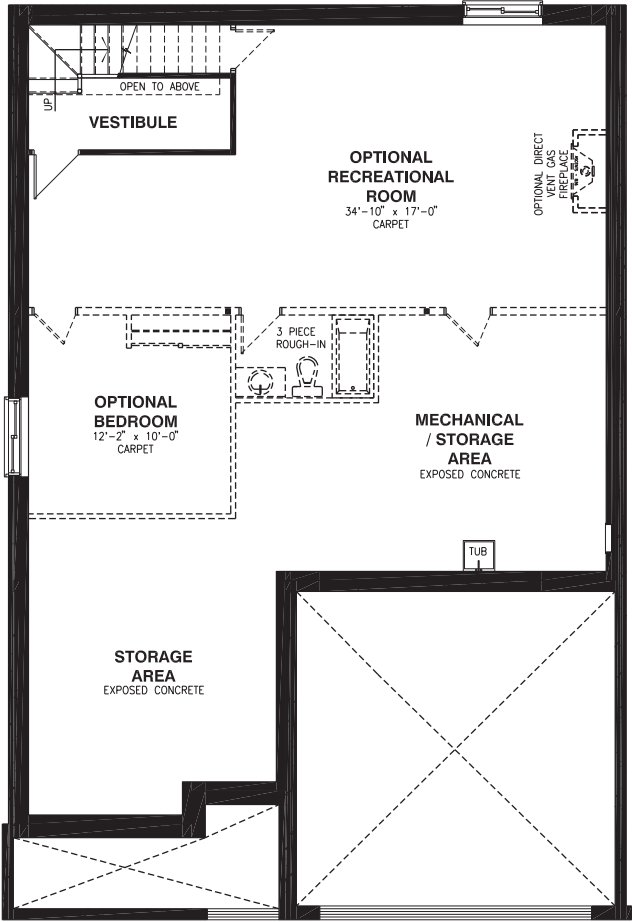 OPEN TO ABOVE
UP
VESTIBULE
OPTIONAL
RECREATIONAL
ROOM
34'-10" x 17'-0"
CARPET
OPTIONAL DIRECT
VENT GAS
FIREPLACE
3 PIECE
ROUGH-IN
OPTIONAL
BEDROOM
12'-2" x 10'-0"
CARPET
MECHANICAL
/ STORAGE
AREA
EXPOSED CONCRETE
TUB
STORAGE
AREA
EXPOSED CONCRETE